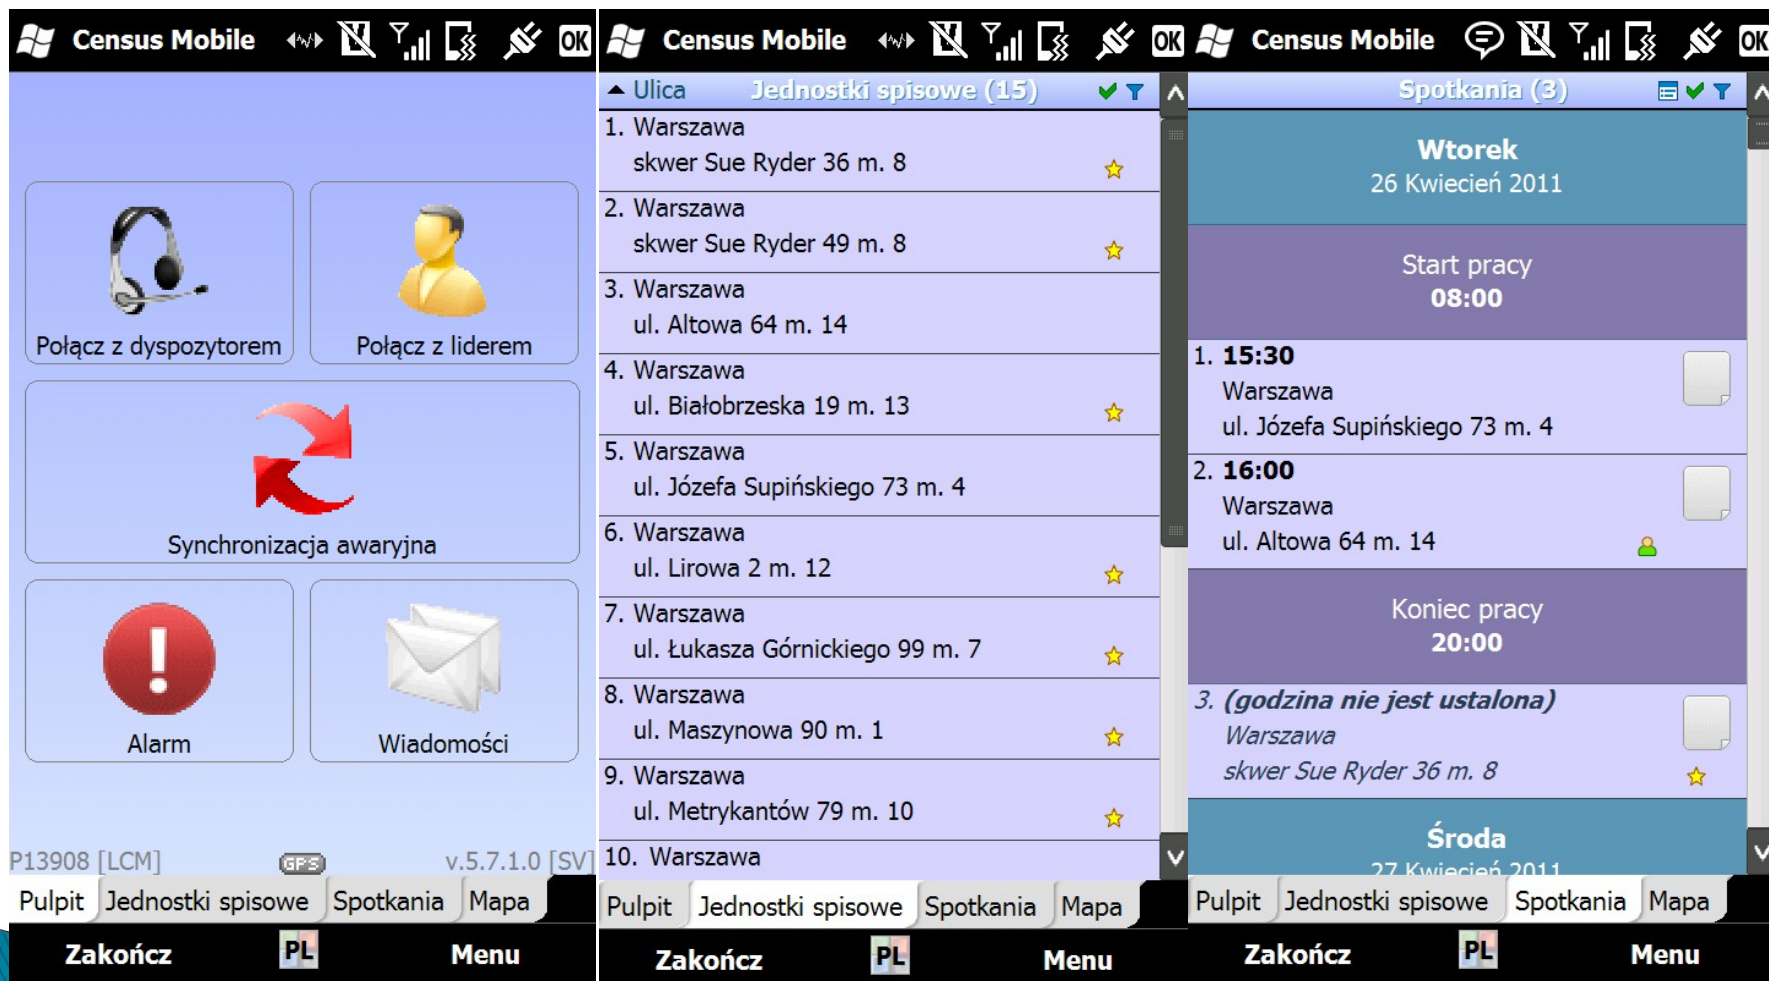 Census Mobile
OK
Połącz z dyspozytorem
Połącz z liderem
Synchronizacja awaryjna
Alarm
Wiadomości
P13908 [LCM]
GPS
v.5.7.1.0 [SV]
Pulpit
Jednostki spisowe
Spotkania
Mapa
Zakończ
PL
Menu
Census Mobile
OK
Ulica
Jednostki spisowe (15)
1. Warszawa
skwer Sue Ryder 36 m. 8
2. Warszawa
skwer Sue Ryder 49 m. 8
3. Warszawa
ul. Altowa 64 m. 14
4. Warszawa
ul. Białobrzeska 19 m. 13
5. Warszawa
ul. Józefa Supińskiego 73 m. 4
6. Warszawa
ul. Lirowa 2 m. 12
7. Warszawa
ul. Łukasza Górnickiego 99 m. 7
8. Warszawa
ul. Maszynowa 90 m. 1
9. Warszawa
ul. Metrykantów 79 m. 10
10. Warszawa
Pulpit
Jednostki spisowe
Spotkania
Mapa
Zakończ
PL
Menu
Census Mobile
OK
Spotkania (3)
Wtorek
26 Kwiecień 2011
Start pracy
08:00
1. 15:30
Warszawa
ul. Józefa Supińskiego 73 m. 4
2. 16:00
Warszawa
ul. Altowa 64 m. 14
Koniec pracy
20:00
3. (godzina nie jest ustalona)
Warszawa
skwer Sue Ryder 36 m. 8
Środa
27 Kwiecień 2011
Pulpit
Jednostki spisowe
Spotkania
Mapa
Zakończ
PL
Menu